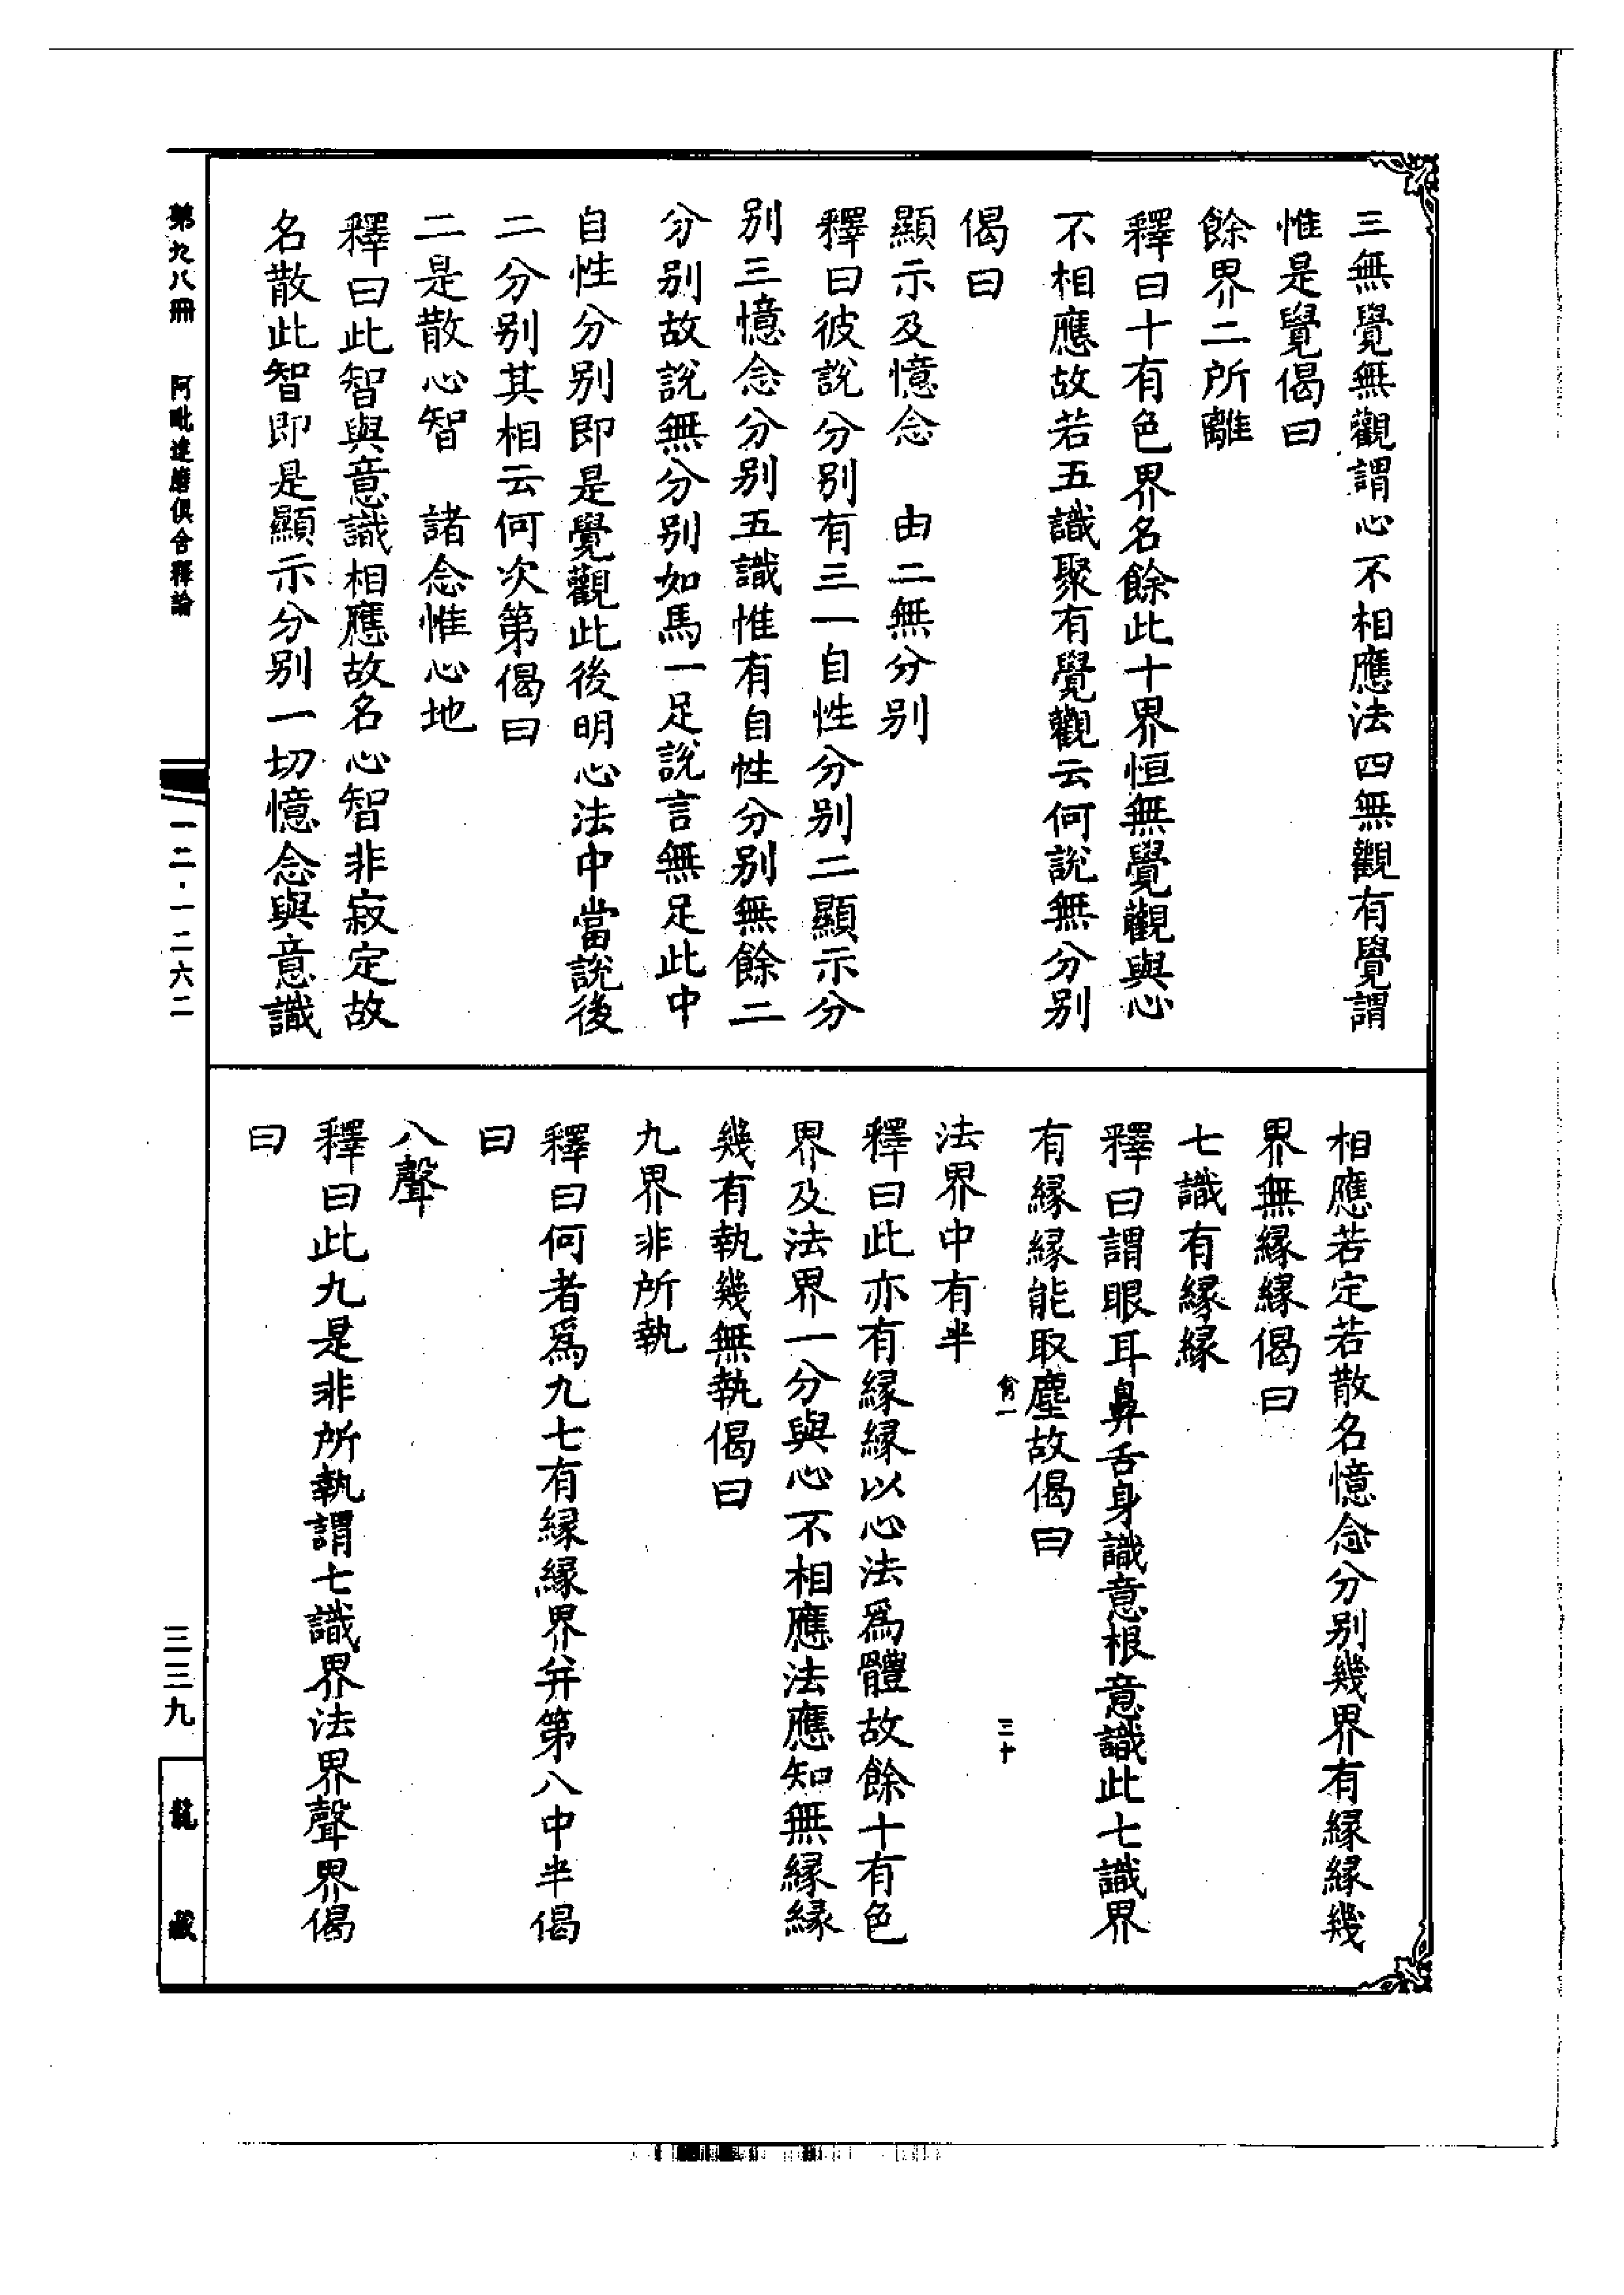 三無覺無觀謂心不相應法四無觀有覺謂
惟是覺偈曰
餘界二所離
釋曰十有色界名餘此十界恒無覺觀與心
不相應故若五識聚有覺觀云何說無分別
偈曰
顯示及憶念　由二無分別
釋曰彼說分別有三一自性分別二顯示分
別三憶念分別五識惟有自性分別無餘二
分別故說無分別如馬一足說言無足此中
自性分別即是覺觀此後明心法中當說後
二分別其相云何次第偈曰
二是散心智　諸念惟心地
釋曰此智與意識相應故名心智非寂定故
名散此智即是顯示分別一切憶念與意識
相應若定若散名憶念分別幾界有緣緣幾
界無緣緣偈曰
七識有緣緣
釋曰謂眼耳鼻舌身識意根意識此七識界
有緣緣能取塵故偈曰
俞一　三十
法界中有半
釋曰此亦有緣緣以心法爲體故餘十有色
界及法界一分與心不相應法應知無緣緣
幾有執幾無執偈曰
九界非所執
釋曰何者爲九七有緣緣界并第八中半偈
曰
八聲
釋曰此九是非所執謂七識界法界聲界偈
曰
第九八冊　阿毗達磨俱舍釋論
一二·一二六二
三三九
龍藏